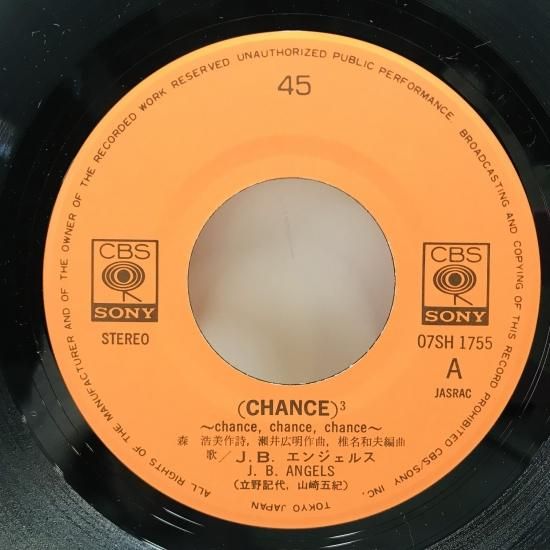 ALL RIGHTS OF THE MANUFACTURER AND OF THE OWNER OF THE RECORDED WORK RESERVED UNAUTHORIZED PUBLIC PERFORMANCE, BROADCASTING AND COPYING OF THIS RECORD PROHIBITED CBS/SONY INC.
TOKYO JAPAN
45
CBS
SONY
STEREO
CBS
SONY
07SH 1755
A
JASRAC
(CHANCE)³
〜chance, chance, chance〜
森 浩美作詩, 瀬井広明作曲, 椎名和夫編曲
歌/J.B. エンジェルス
J. B. ANGELS
(立野記代, 山崎五紀)